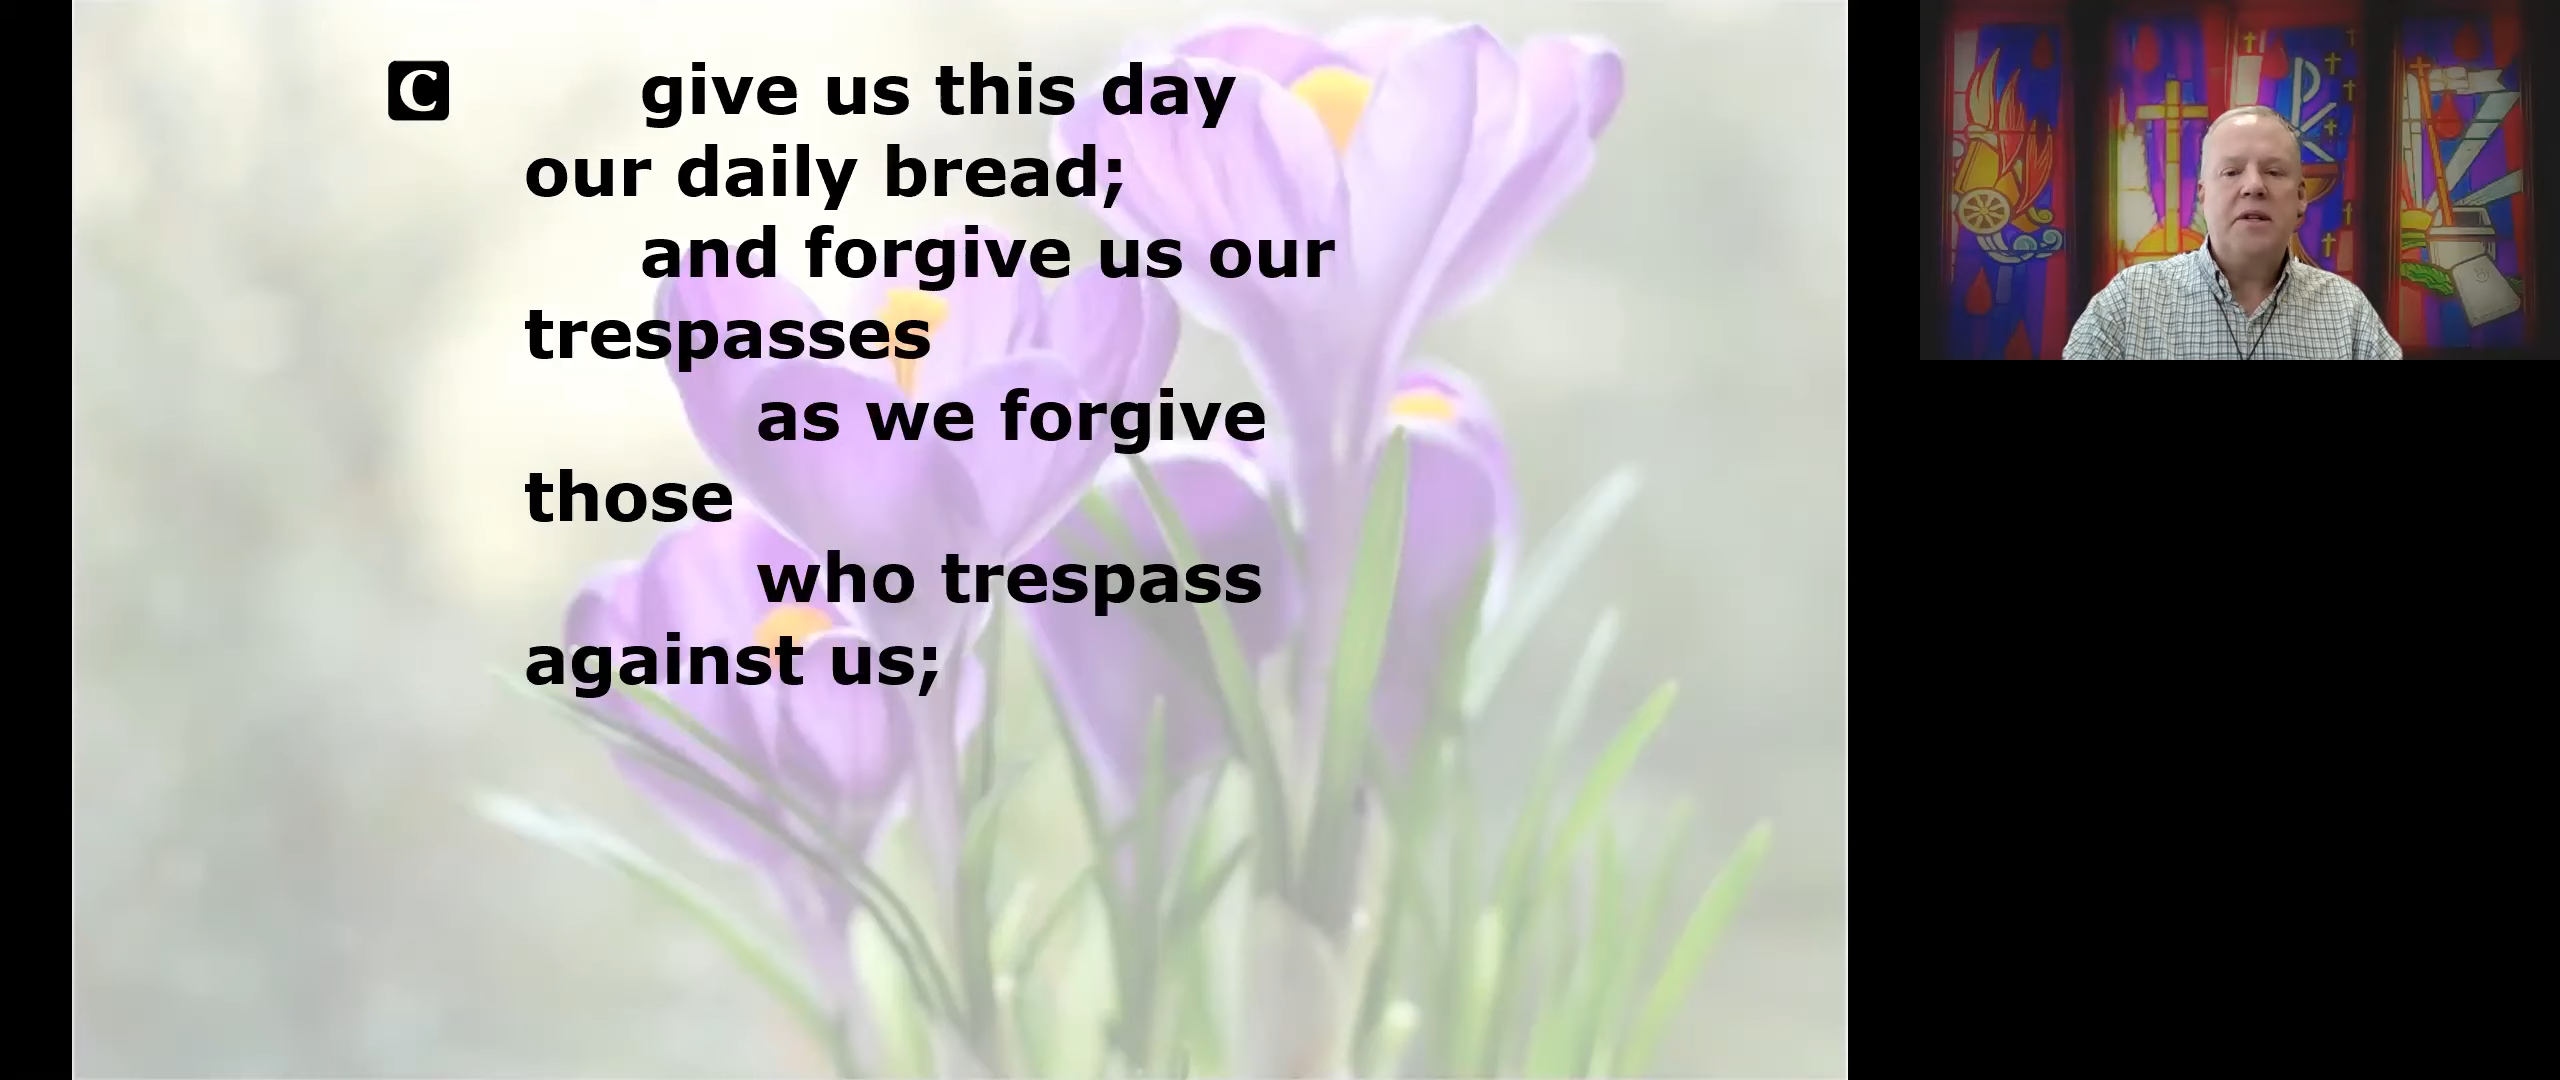 C give us this day
our daily bread;
and forgive us our
trespasses
as we forgive
those
who trespass
against us;